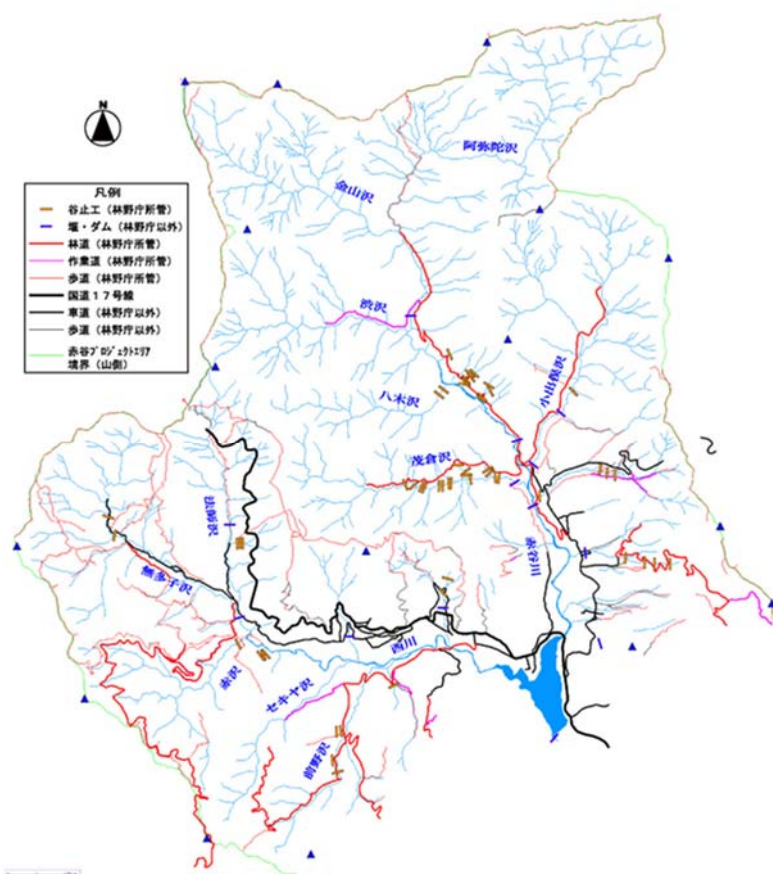 N
阿弥陀沢
金山沢
凡例
谷止工（林野庁所管）
堰・ダム（林野庁以外）
林道（林野庁所管）
作業道（林野庁所管）
歩道（林野庁所管）
国道１７号線
車道（林野庁以外）
歩道（林野庁以外）
赤谷ﾌﾟﾛｼﾞｪｸﾄｴﾘｱ
境界（山側）
渋沢
小出俣沢
八木沢
茂倉沢
法師沢
赤谷川
無多子沢
西川
赤沢
セキヤ沢
前野沢